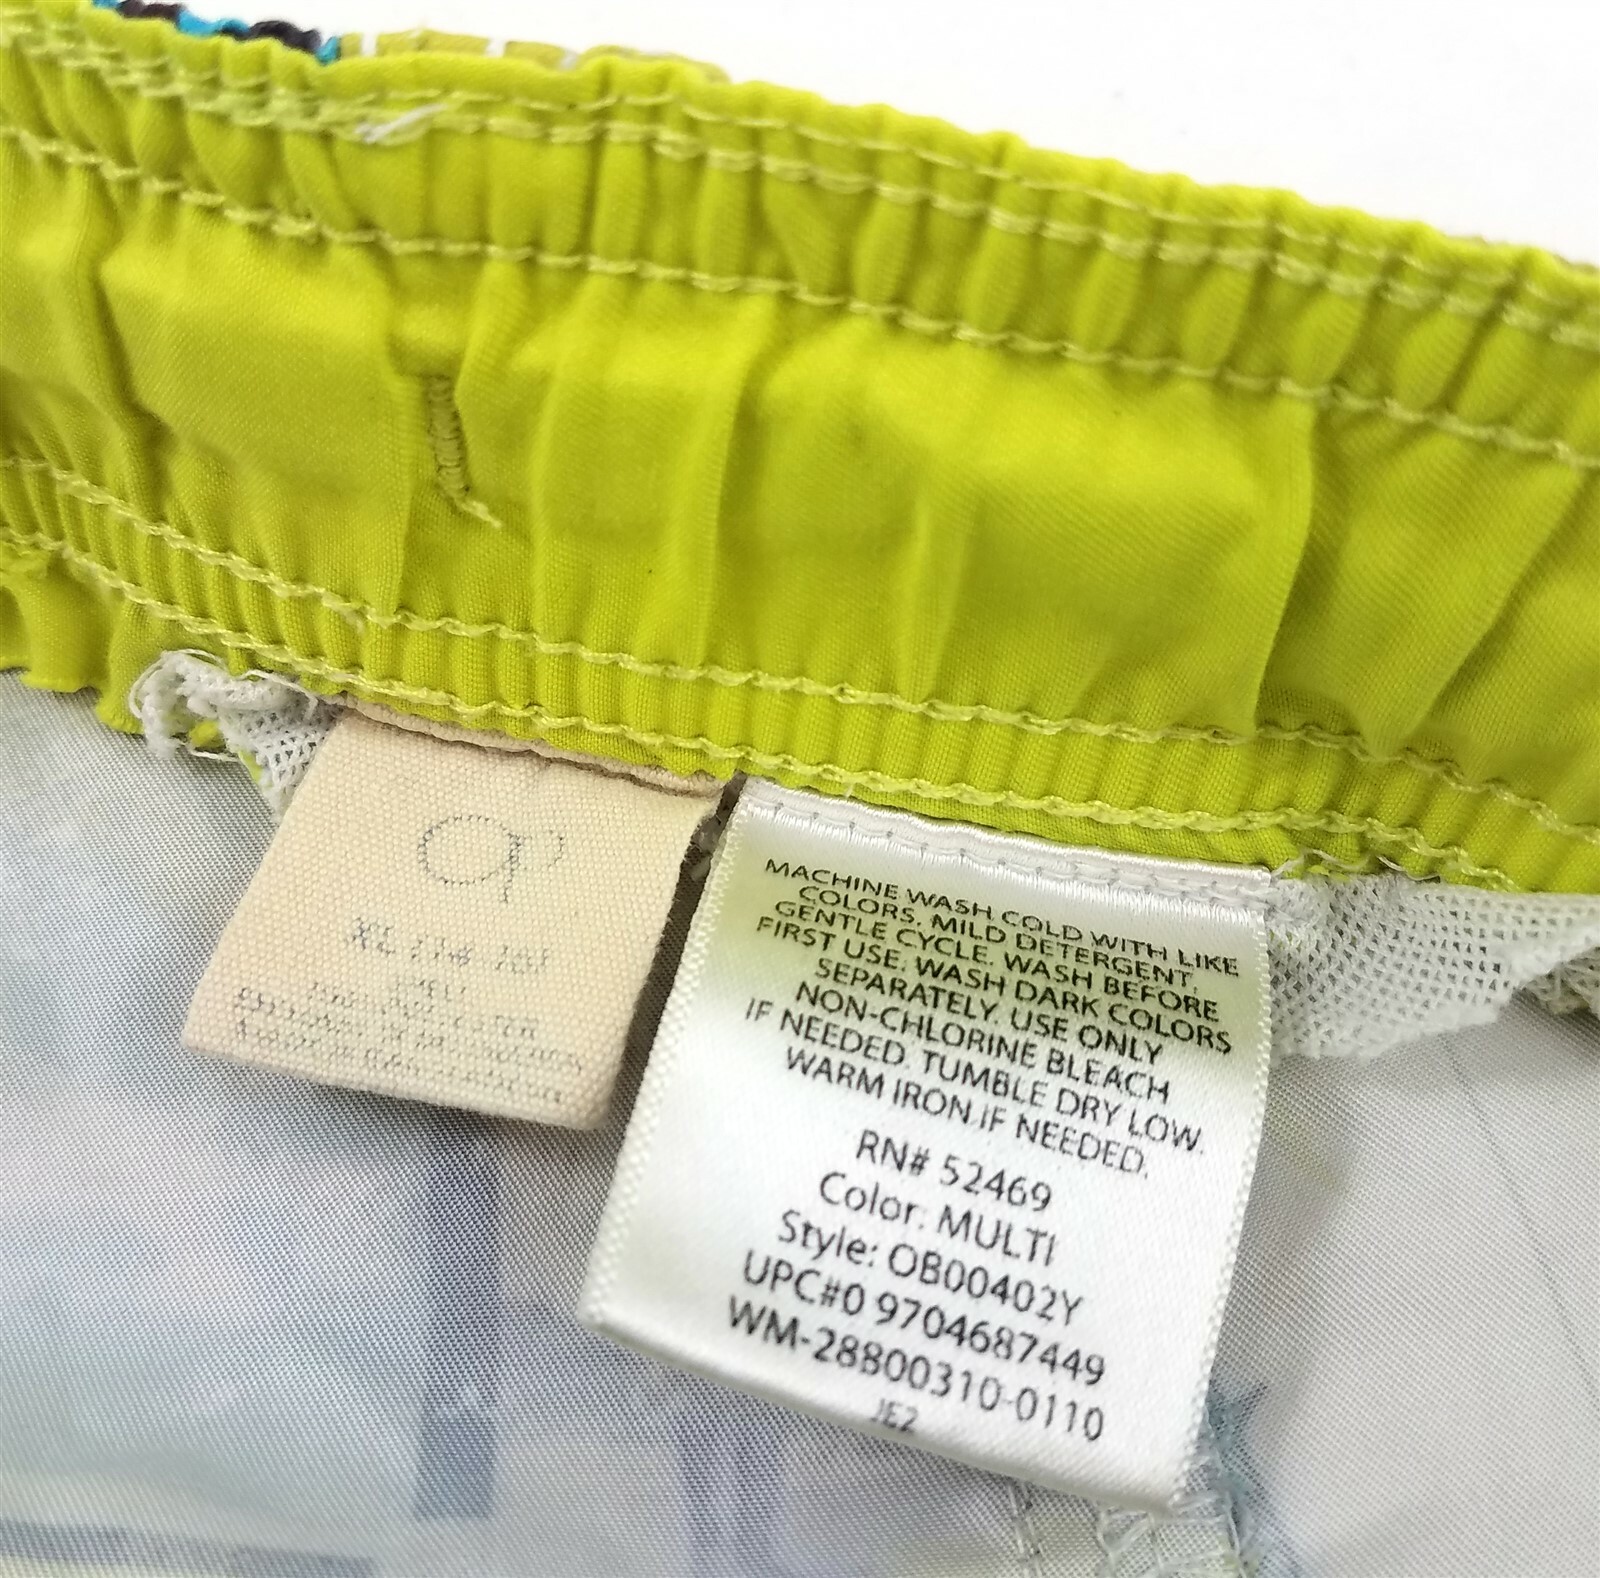 XL
MACHINE WASH COLD WITH LIKE
COLORS. MILD DETERGENT.
GENTLE CYCLE. WASH BEFORE
FIRST USE. WASH DARK COLORS
SEPARATELY. USE ONLY
NON-CHLORINE BLEACH
IF NEEDED. TUMBLE DRY LOW.
WARM IRON IF NEEDED.
RN# 52469
Color: MULTI
Style: OB00402Y
UPC#0 9704687449
WM-28B00310-0110
JE2